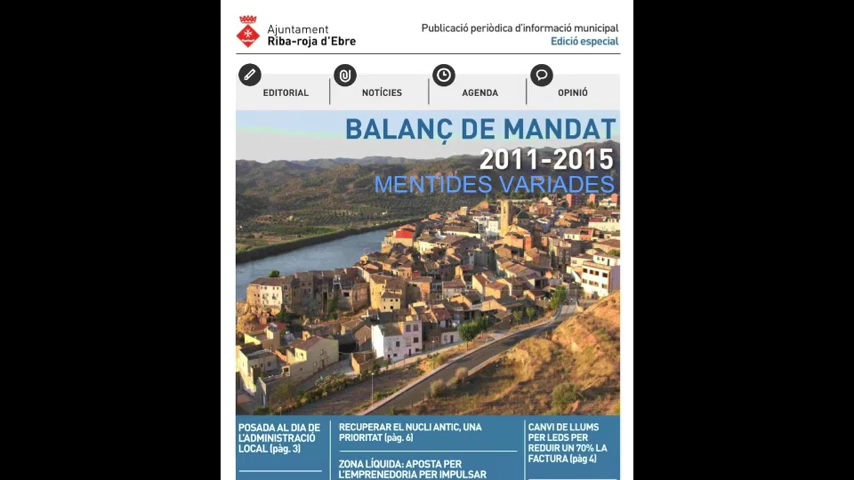 Ajuntament
Riba-roja d'Ebre
Publicació periòdica d'informació municipal
Edició especial
EDITORIAL
NOTÍCIES
AGENDA
OPINIÓ
BALANÇ DE MANDAT
2011-2015
MENTIDES VARIADES
POSADA AL DIA DE
L'ADMINISTRACIÓ
LOCAL (pàg. 3)
RECUPERAR EL NUCLI ANTIC, UNA
PRIORITAT (pàg. 6)
ZONA LÍQUIDA: APOSTA PER
L'EMPRENEDORIA PER IMPULSAR
CANVI DE LLUMS
PER LEDS PER
REDUIR UN 70% LA
FACTURA (pàg 4)